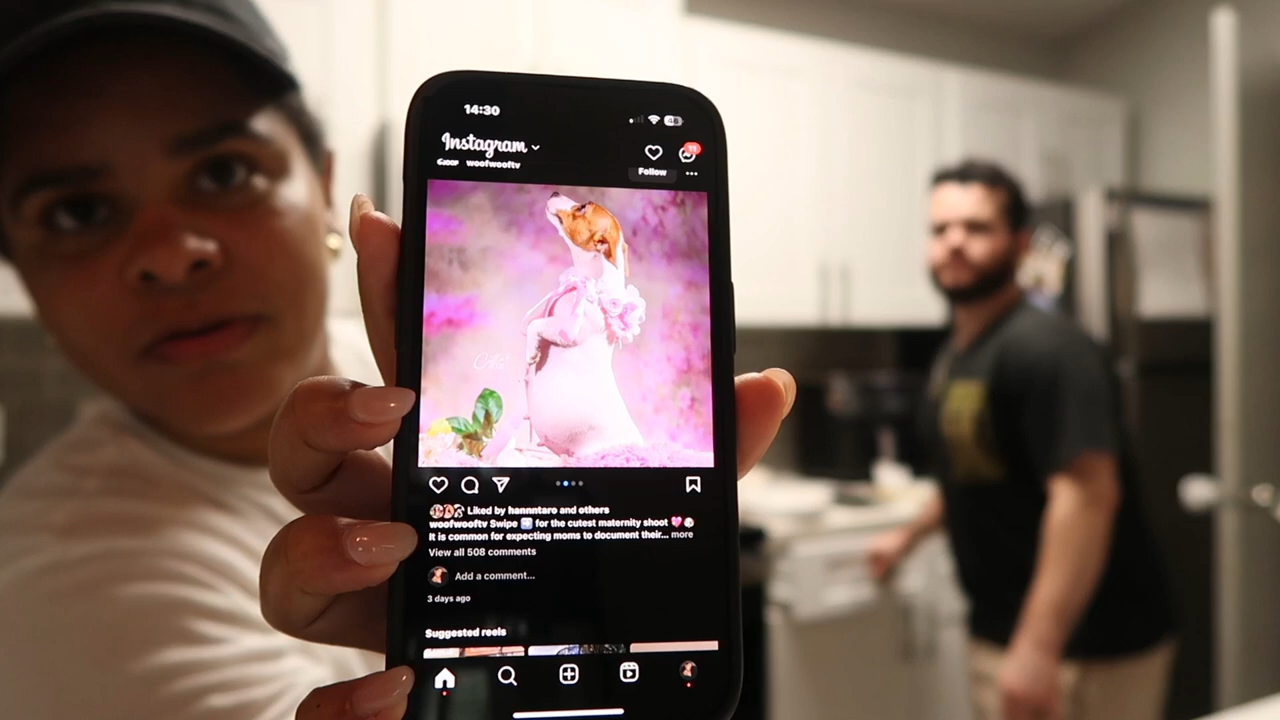 14:30
48
Instagram
11
woofwooftv
Follow
Liked by hannntaro and others
woofwooftv Swipe ➡️ for the cutest maternity shoot 💗
It is common for expecting moms to document their... more
View all 508 comments
Add a comment...
3 days ago
Suggested reels